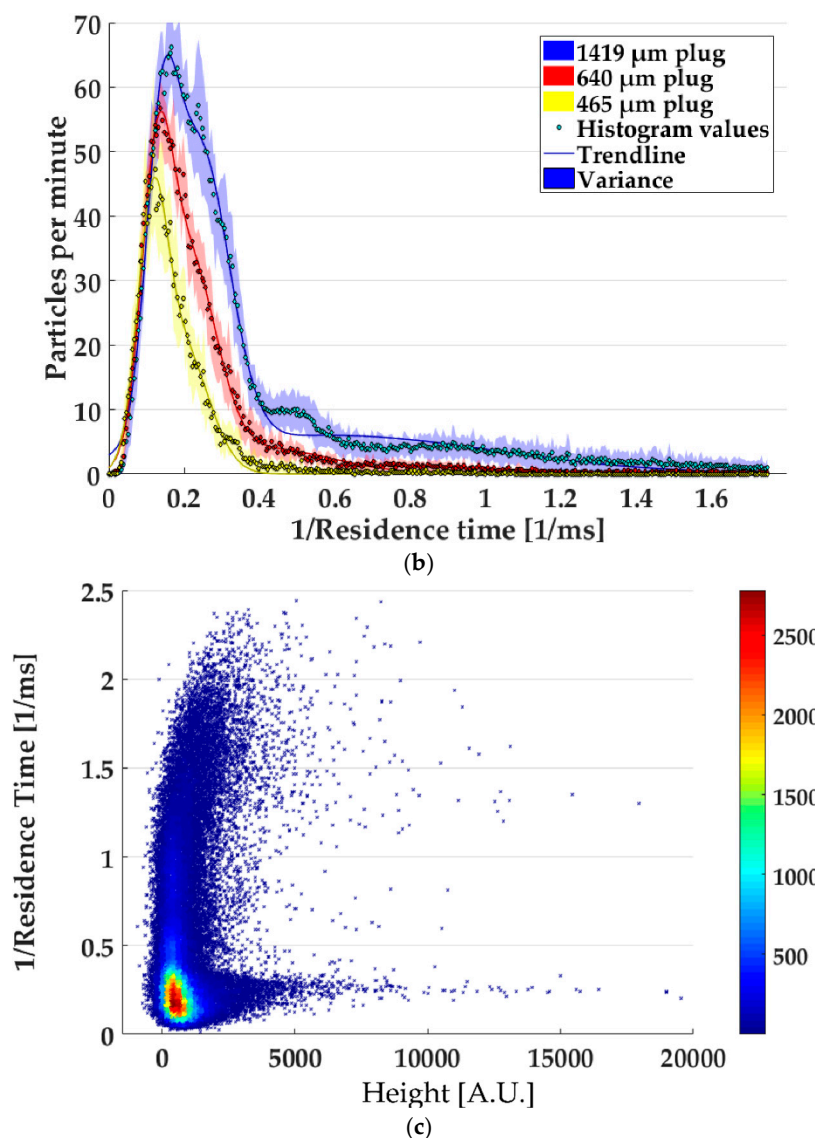 70
60
50
40
30
20
10
0
Particles per minute
1419 µm plug
640 µm plug
465 µm plug
Histogram values
Trendline
Variance
0 0.2 0.4 0.6 0.8 1 1.2 1.4 1.6
1/Residence time [1/ms]
(b)
2.5
2
1.5
1
0.5
0
1/Residence Time [1/ms]
2500
2000
1500
1000
500
0 5000 10000 15000 20000
Height [A.U.]
(c)